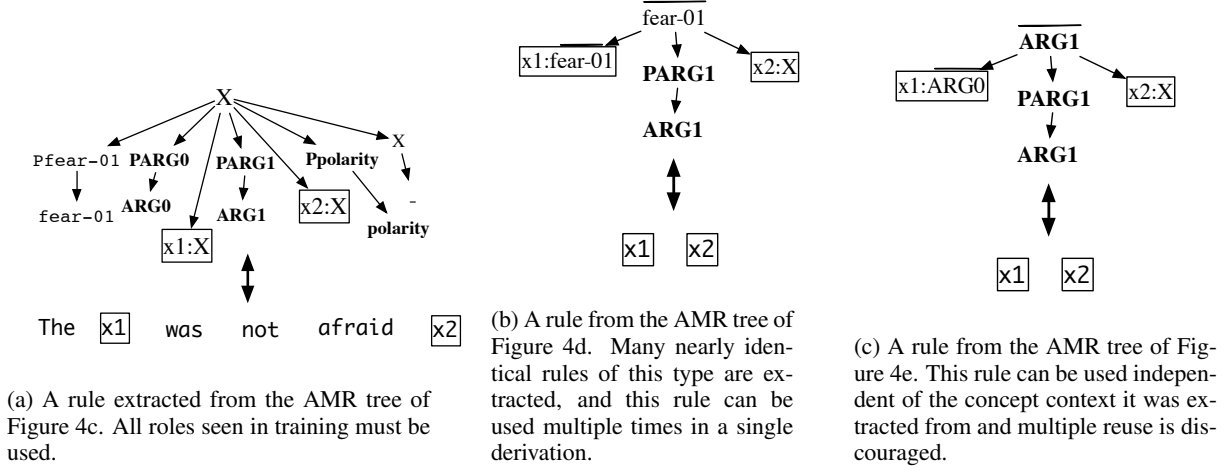 X
X
Pfear-01 PARG0 PARG1 Ppolarity
fear-01 ARG0 ARG1 x2:X -
x1:X polarity
The x1 was not afraid x2
(a) A rule extracted from the AMR tree of
Figure 4c. All roles seen in training must be
used.
fear-01
x1:fear-01 PARG1 x2:X
ARG1
x1 x2
(b) A rule from the AMR tree of
Figure 4d. Many nearly iden-
tical rules of this type are ex-
tracted, and this rule can be
used multiple times in a single
derivation.
ARG1
x1:ARG0 PARG1 x2:X
ARG1
x1 x2
(c) A rule from the AMR tree of Fig-
ure 4e. This rule can be used indepen-
dent of the concept context it was ex-
tracted from and multiple reuse is dis-
couraged.